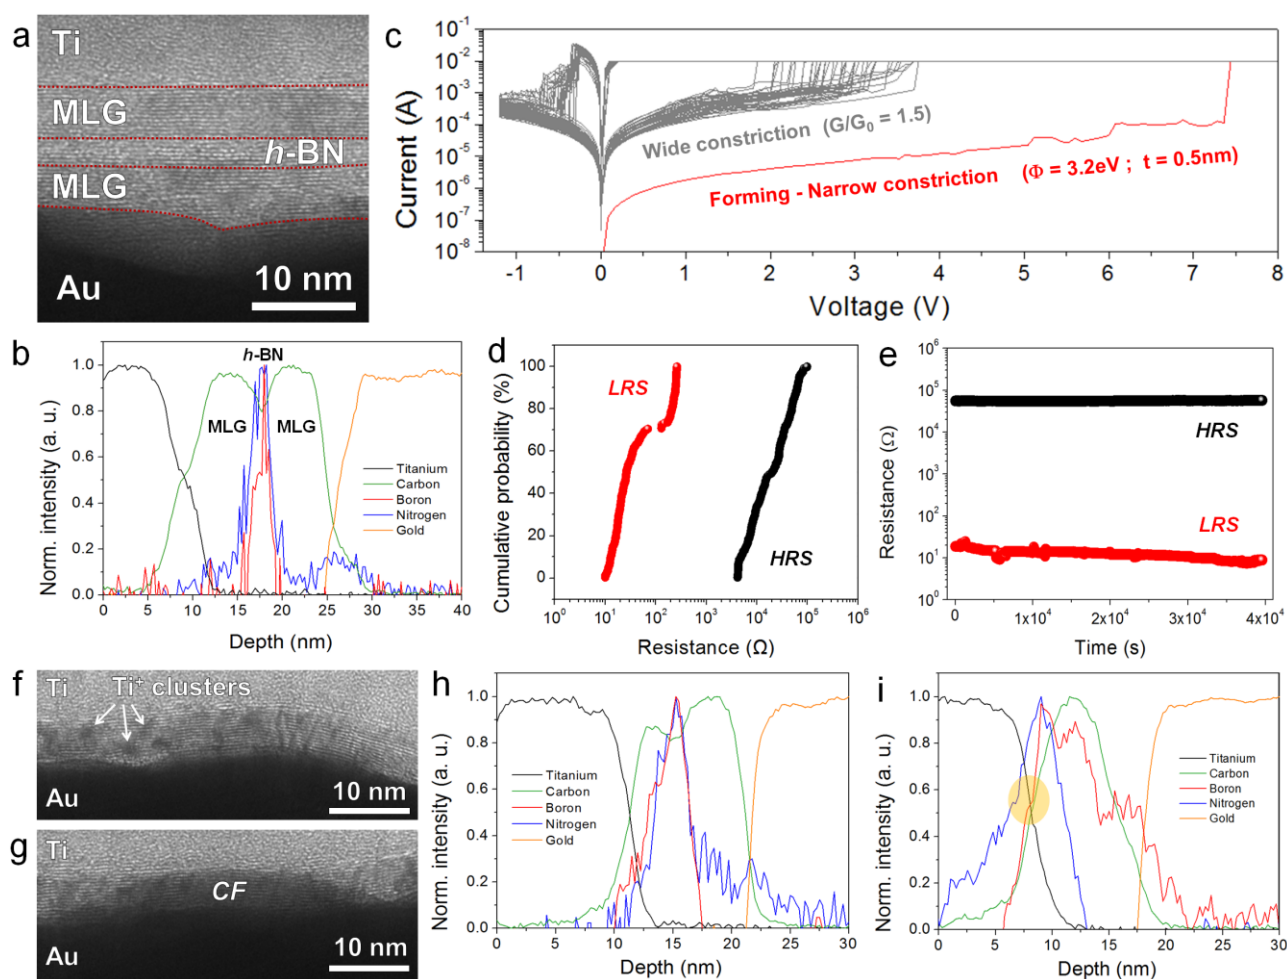 a
Ti
MLG
h-BN
MLG
Au
10 nm
c
Current (A)
10⁻¹
10⁻²
10⁻³
10⁻⁴
10⁻⁵
10⁻⁶
10⁻⁷
10⁻⁸
Wide constriction (G/G₀ = 1.5)
Forming - Narrow constriction (Φ = 3.2eV ; t = 0.5nm)
-1 0 1 2 3 4 5 6 7 8
Voltage (V)
b
Norm. intensity (a. u.)
1.0
0.8
0.6
0.4
0.2
0.0
h-BN
MLG MLG
Titanium
Carbon
Boron
Nitrogen
Gold
0 5 10 15 20 25 30 35 40
Depth (nm)
d
Cumulative probability (%)
100
80
60
40
20
0
LRS
HRS
10⁰ 10¹ 10² 10³ 10⁴ 10⁵ 10⁶
Resistance (Ω)
e
Resistance (Ω)
10⁶
10⁵
10⁴
10³
10²
10¹
10⁰
HRS
LRS
0 1x10⁴ 2x10⁴ 3x10⁴ 4x10⁴
Time (s)
f
Ti
Ti⁺ clusters
Au
10 nm
g
Ti
CF
Au
10 nm
h
Norm. intensity (a. u.)
1.0
0.8
0.6
0.4
0.2
0.0
Titanium
Carbon
Boron
Nitrogen
Gold
0 5 10 15 20 25 30
Depth (nm)
i
Norm. intensity (a. u.)
1.0
0.8
0.6
0.4
0.2
0.0
Titanium
Carbon
Boron
Nitrogen
Gold
0 5 10 15 20 25 30
Depth (nm)